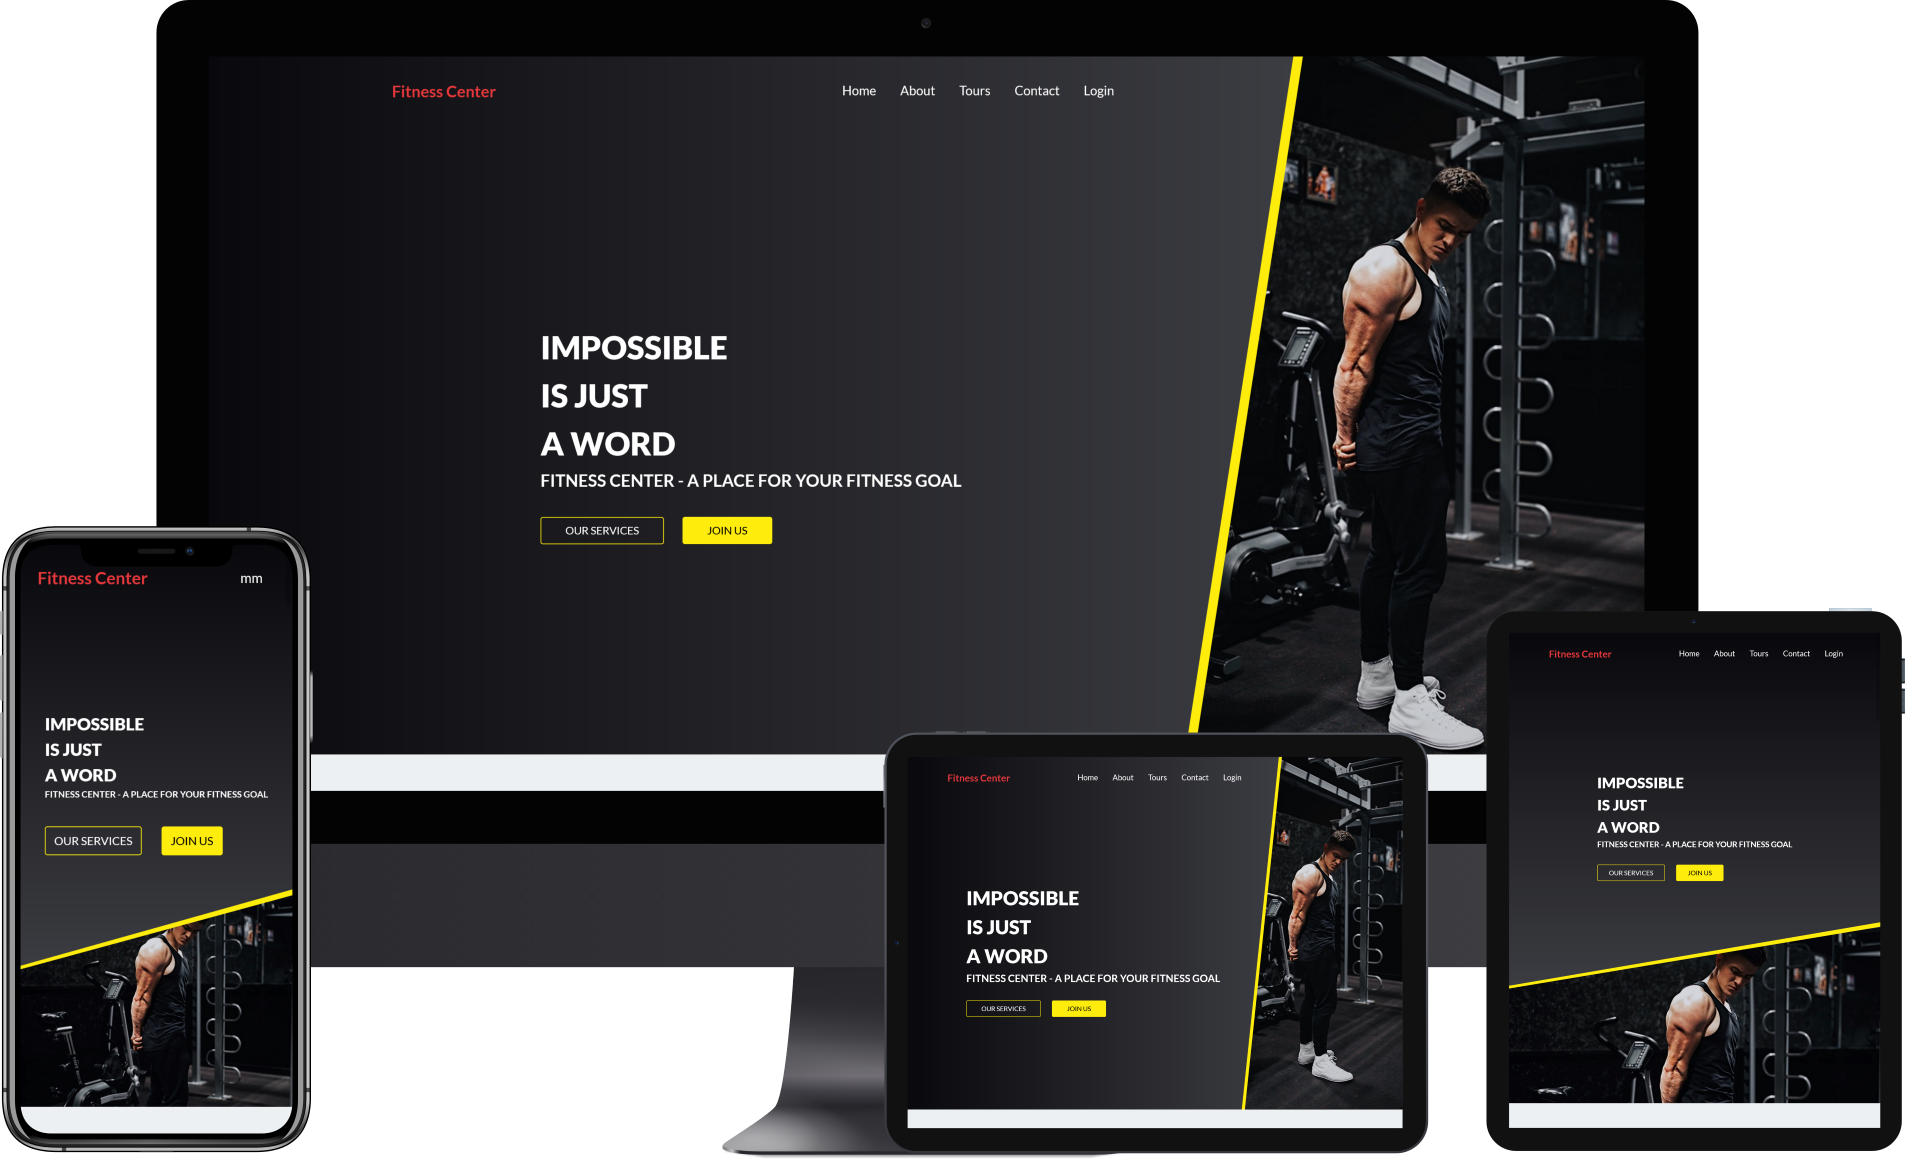 Fitness Center
Home About Tours Contact Login
IMPOSSIBLE
IS JUST
A WORD
FITNESS CENTER - A PLACE FOR YOUR FITNESS GOAL
OUR SERVICES JOIN US
Fitness Center mm
IMPOSSIBLE
IS JUST
A WORD
FITNESS CENTER - A PLACE FOR YOUR FITNESS GOAL
OUR SERVICES JOIN US
Fitness Center Home About Tours Contact Login
IMPOSSIBLE
IS JUST
A WORD
FITNESS CENTER - A PLACE FOR YOUR FITNESS GOAL
OUR SERVICES JOIN US
Fitness Center Home About Tours Contact Login
IMPOSSIBLE
IS JUST
A WORD
FITNESS CENTER - A PLACE FOR YOUR FITNESS GOAL
OUR SERVICES JOIN US